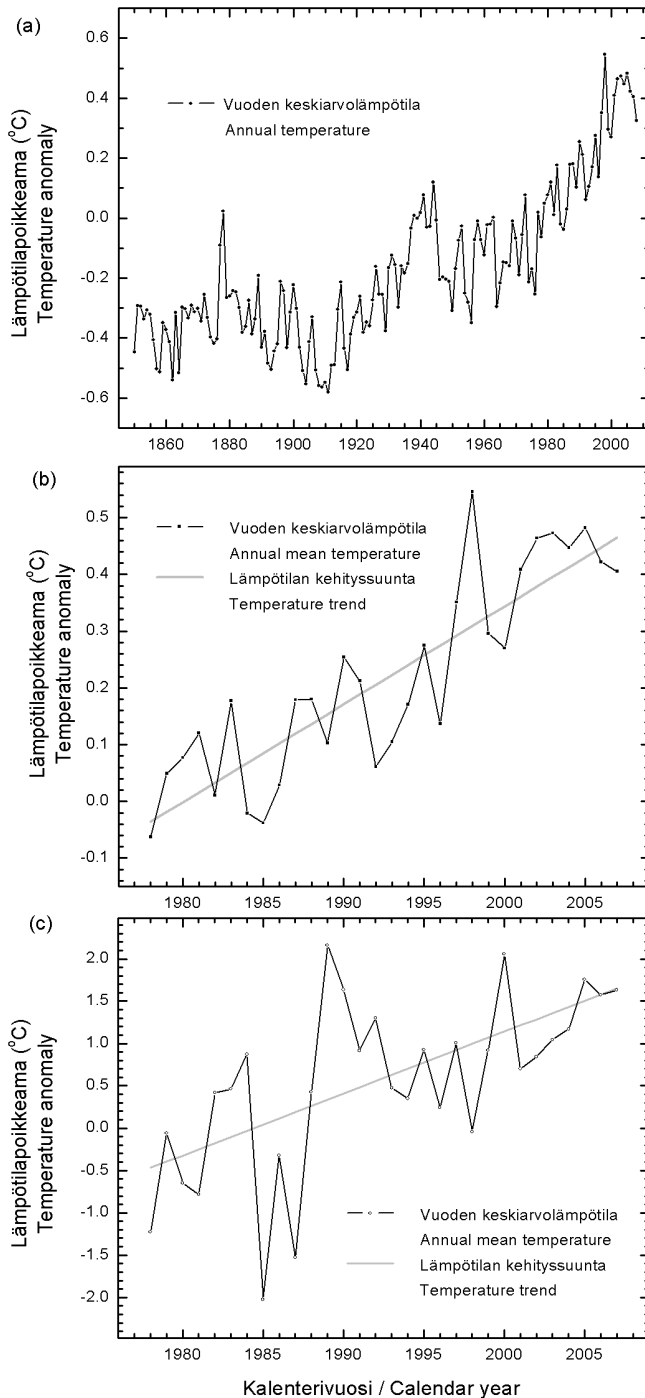 (a)
Lämpötilapoikkeama (°C)
Temperature anomaly
0.6
0.4
0.2
0.0
-0.2
-0.4
-0.6
Vuoden keskiarvolämpötila
Annual temperature
1860 1880 1900 1920 1940 1960 1980 2000
(b)
Lämpötilapoikkeama (°C)
Temperature anomaly
0.5
0.4
0.3
0.2
0.1
0.0
-0.1
Vuoden keskiarvolämpötila
Annual mean temperature
Lämpötilan kehityssuunta
Temperature trend
1980 1985 1990 1995 2000 2005
(c)
Lämpötilapoikkeama (°C)
Temperature anomaly
2.0
1.5
1.0
0.5
0.0
-0.5
-1.0
-1.5
-2.0
Vuoden keskiarvolämpötila
Annual mean temperature
Lämpötilan kehityssuunta
Temperature trend
1980 1985 1990 1995 2000 2005
Kalenterivuosi / Calendar year